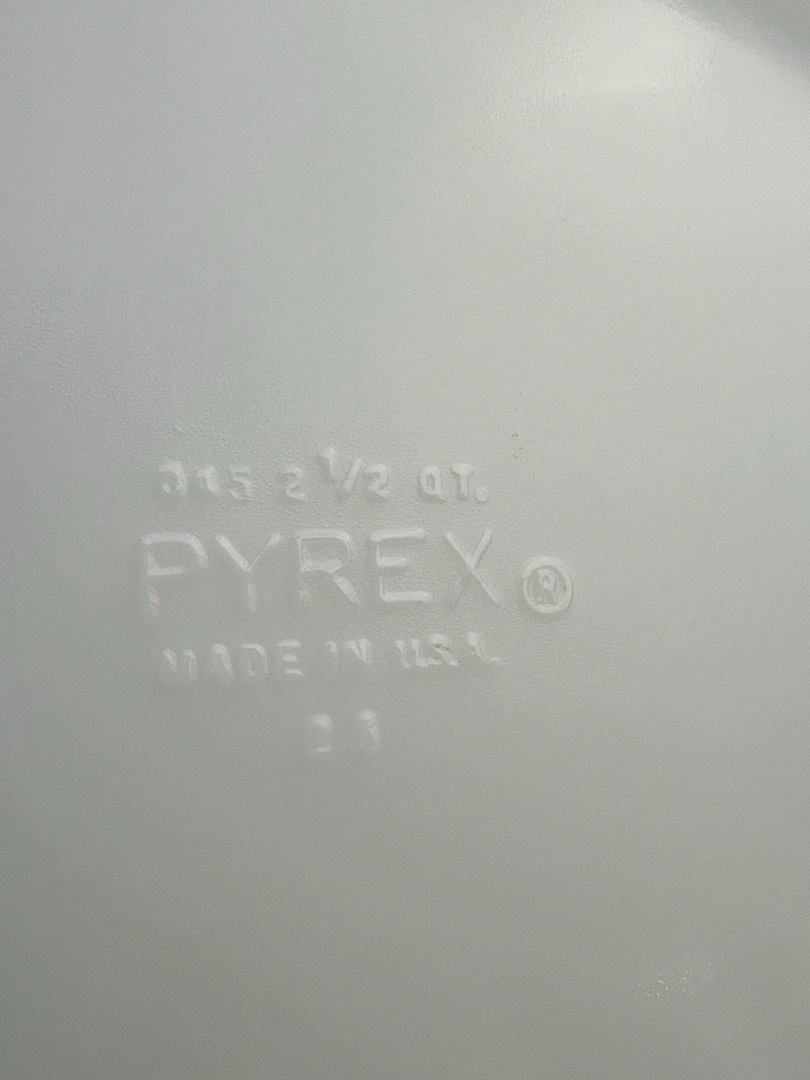 045 2 1/2 QT.
PYREX ®
MADE IN U.S.A.